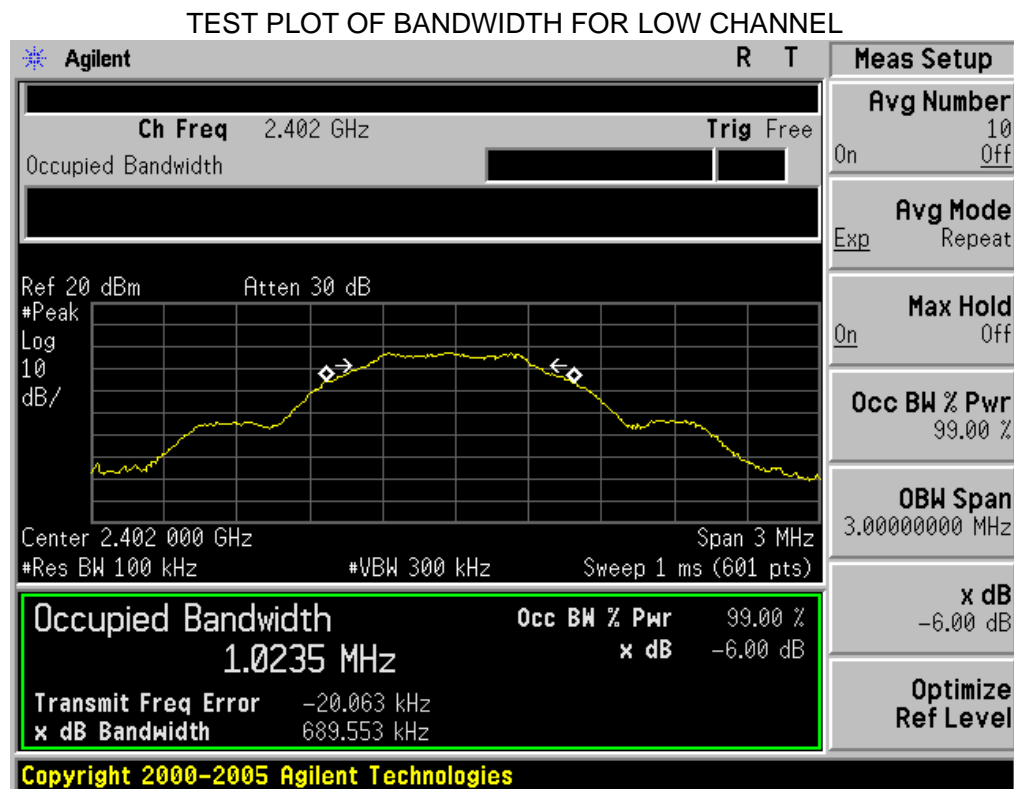 TEST PLOT OF BANDWIDTH FOR LOW CHANNEL
Agilent R T
Ch Freq 2.402 GHz Trig Free
Occupied Bandwidth
Ref 20 dBm Atten 30 dB
#Peak
Log
10
dB/
Center 2.402 000 GHz Span 3 MHz
#Res BW 100 kHz #VBW 300 kHz Sweep 1 ms (601 pts)
Occupied Bandwidth Occ BW % Pwr 99.00 %
1.0235 MHz x dB -6.00 dB
Transmit Freq Error -20.063 kHz
x dB Bandwidth 689.553 kHz
Copyright 2000-2005 Agilent Technologies
Meas Setup
Avg Number
10
On Off
Avg Mode
Exp Repeat
Max Hold
On Off
Occ BW % Pwr
99.00 %
OBW Span
3.00000000 MHz
x dB
-6.00 dB
Optimize
Ref Level